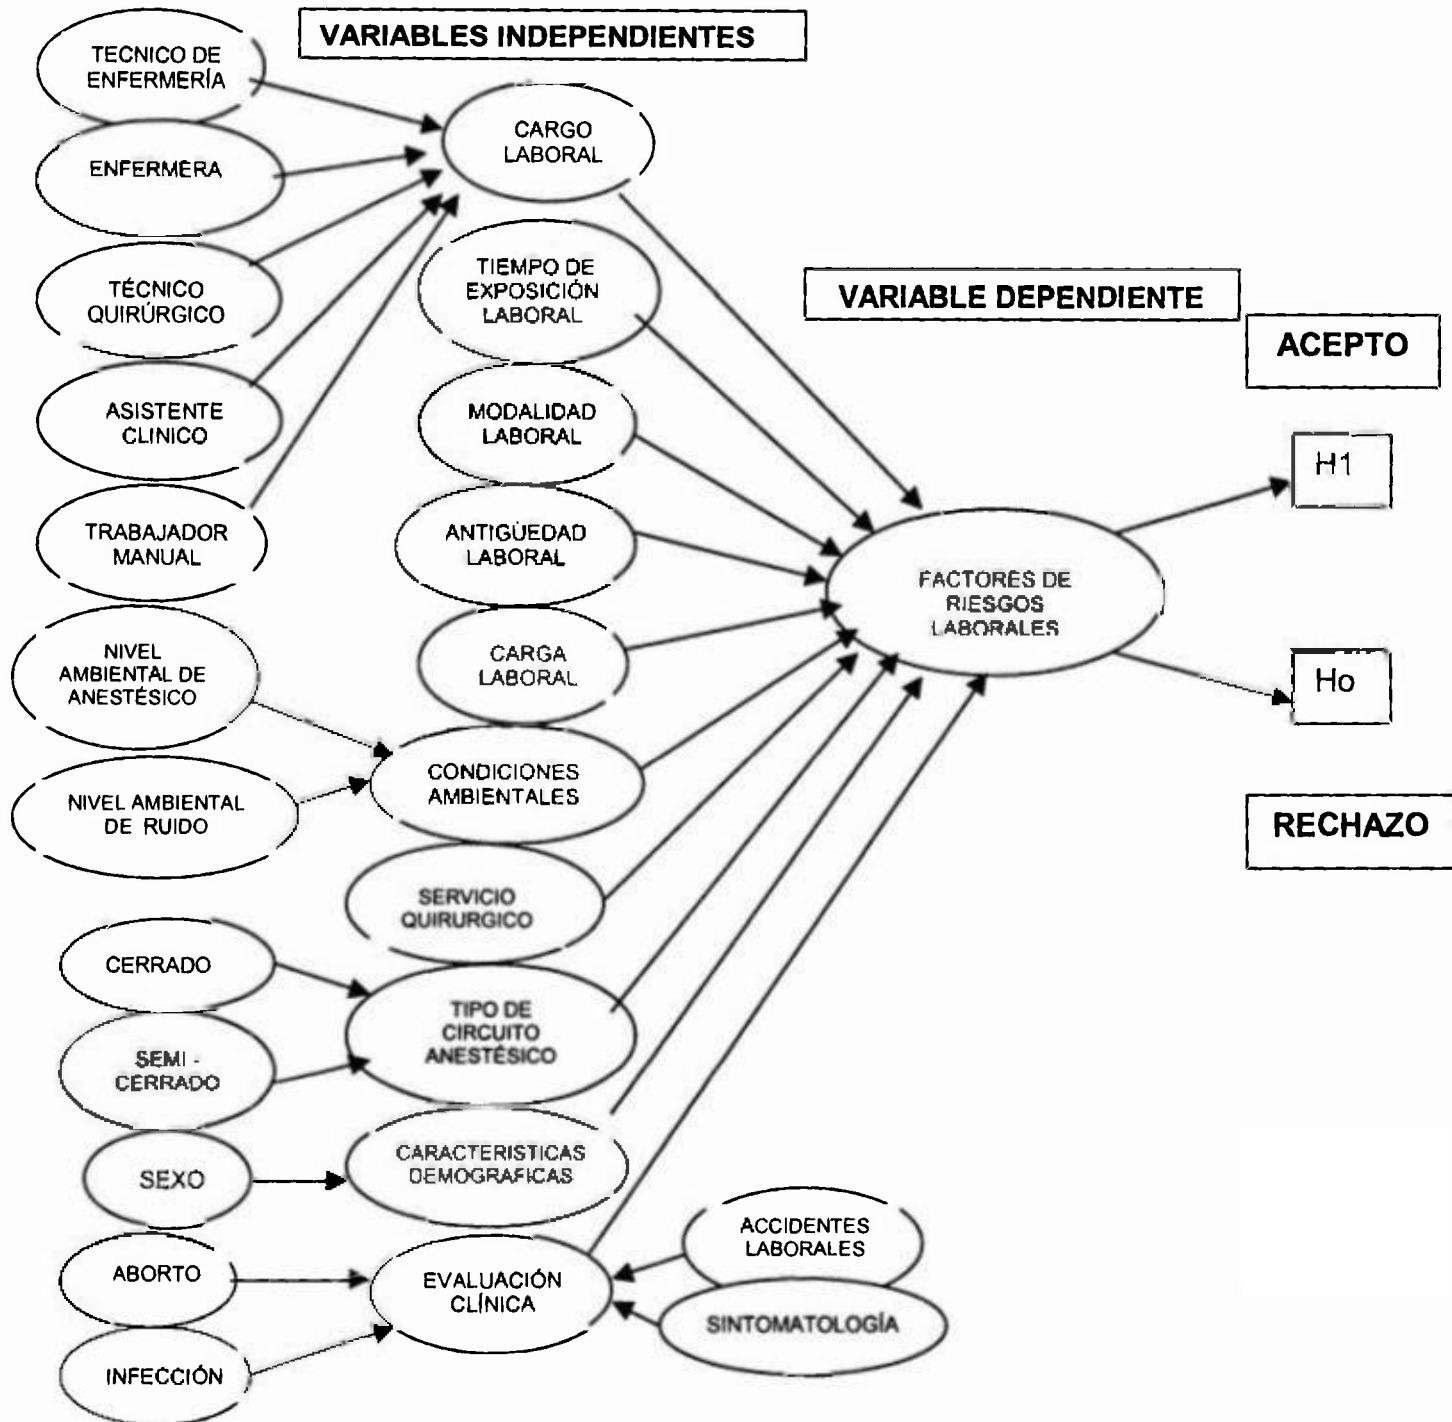 VARIABLES INDEPENDIENTES
TECNICO DE
ENFERMERÍA
ENFERMERA
TÉCNICO
QUIRÚRGICO
ASISTENTE
CLINICO
TRABAJADOR
MANUAL
NIVEL
AMBIENTAL DE
ANESTÉSICO
NIVEL AMBIENTAL
DE RUIDO
CERRADO
SEMI -
CERRADO
SEXO
ABORTO
INFECCIÓN
CARGO
LABORAL
TIEMPO DE
EXPOSICIÓN
LABORAL
MODALIDAD
LABORAL
ANTIGÜEDAD
LABORAL
CARGA
LABORAL
CONDICIONES
AMBIENTALES
SERVICIO
QUIRURGICO
TIPO DE
CIRCUITO
ANESTÉSICO
CARACTERISTICAS
DEMOGRAFICAS
EVALUACIÓN
CLÍNICA
ACCIDENTES
LABORALES
SINTOMATOLOGÍA
VARIABLE DEPENDIENTE
FACTORES DE
RIESGOS
LABORALES
ACEPTO
H1
Ho
RECHAZO